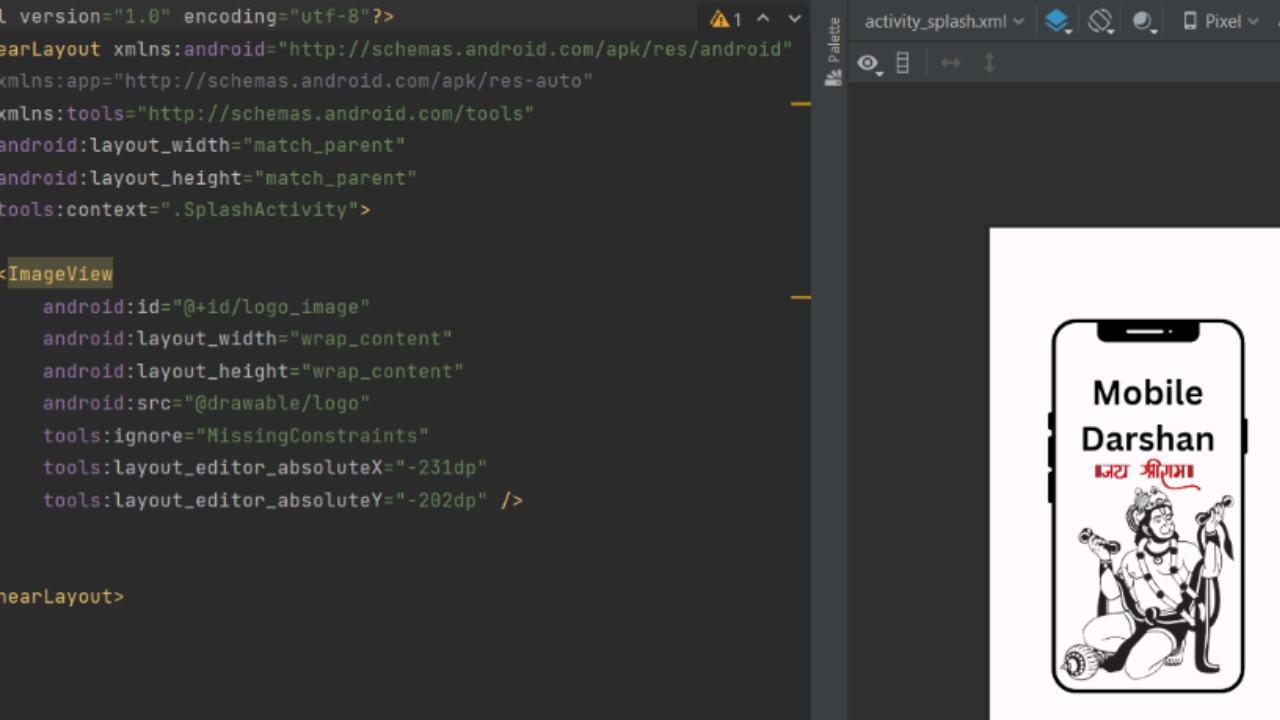 l version="1.0" encoding="utf-8"?>
earLayout xmlns:android="http://schemas.android.com/apk/res/android"
xmlns:app="http://schemas.android.com/apk/res-auto"
xmlns:tools="http://schemas.android.com/tools"
android:layout_width="match_parent"
android:layout_height="match_parent"
tools:context=".SplashActivity">
<ImageView
android:id="@+id/logo_image"
android:layout_width="wrap_content"
android:layout_height="wrap_content"
android:src="@drawable/logo"
tools:ignore="MissingConstraints"
tools:layout_editor_absoluteX="-231dp"
tools:layout_editor_absoluteY="-202dp" />
nearLayout>
1
Palette
activity_splash.xml
Pixel
Mobile
Darshan
॥जय श्रीराम॥